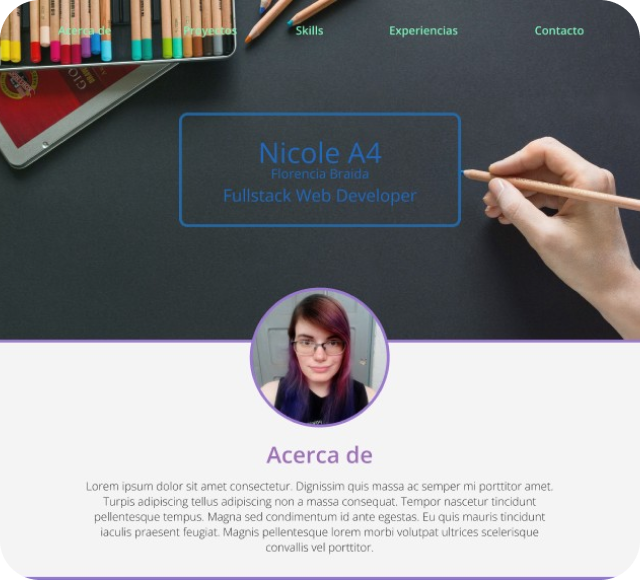 Acerca de Proyectos Skills Experiencias Contacto
Nicole A4
Florencia Braida
Fullstack Web Developer
Acerca de
Lorem ipsum dolor sit amet consectetur. Dignissim quis massa ac semper mi porttitor amet.
Turpis adipiscing tellus adipiscing non a massa consequat. Tempor nascetur tincidunt
pellentesque tempus. Magna sed condimentum id ante egestas. Eu quis mauris tincidunt
iaculis praesent feugiat. Magnis pellentesque lorem morbi volutpat ultrices scelerisque
convallis vel porttitor.